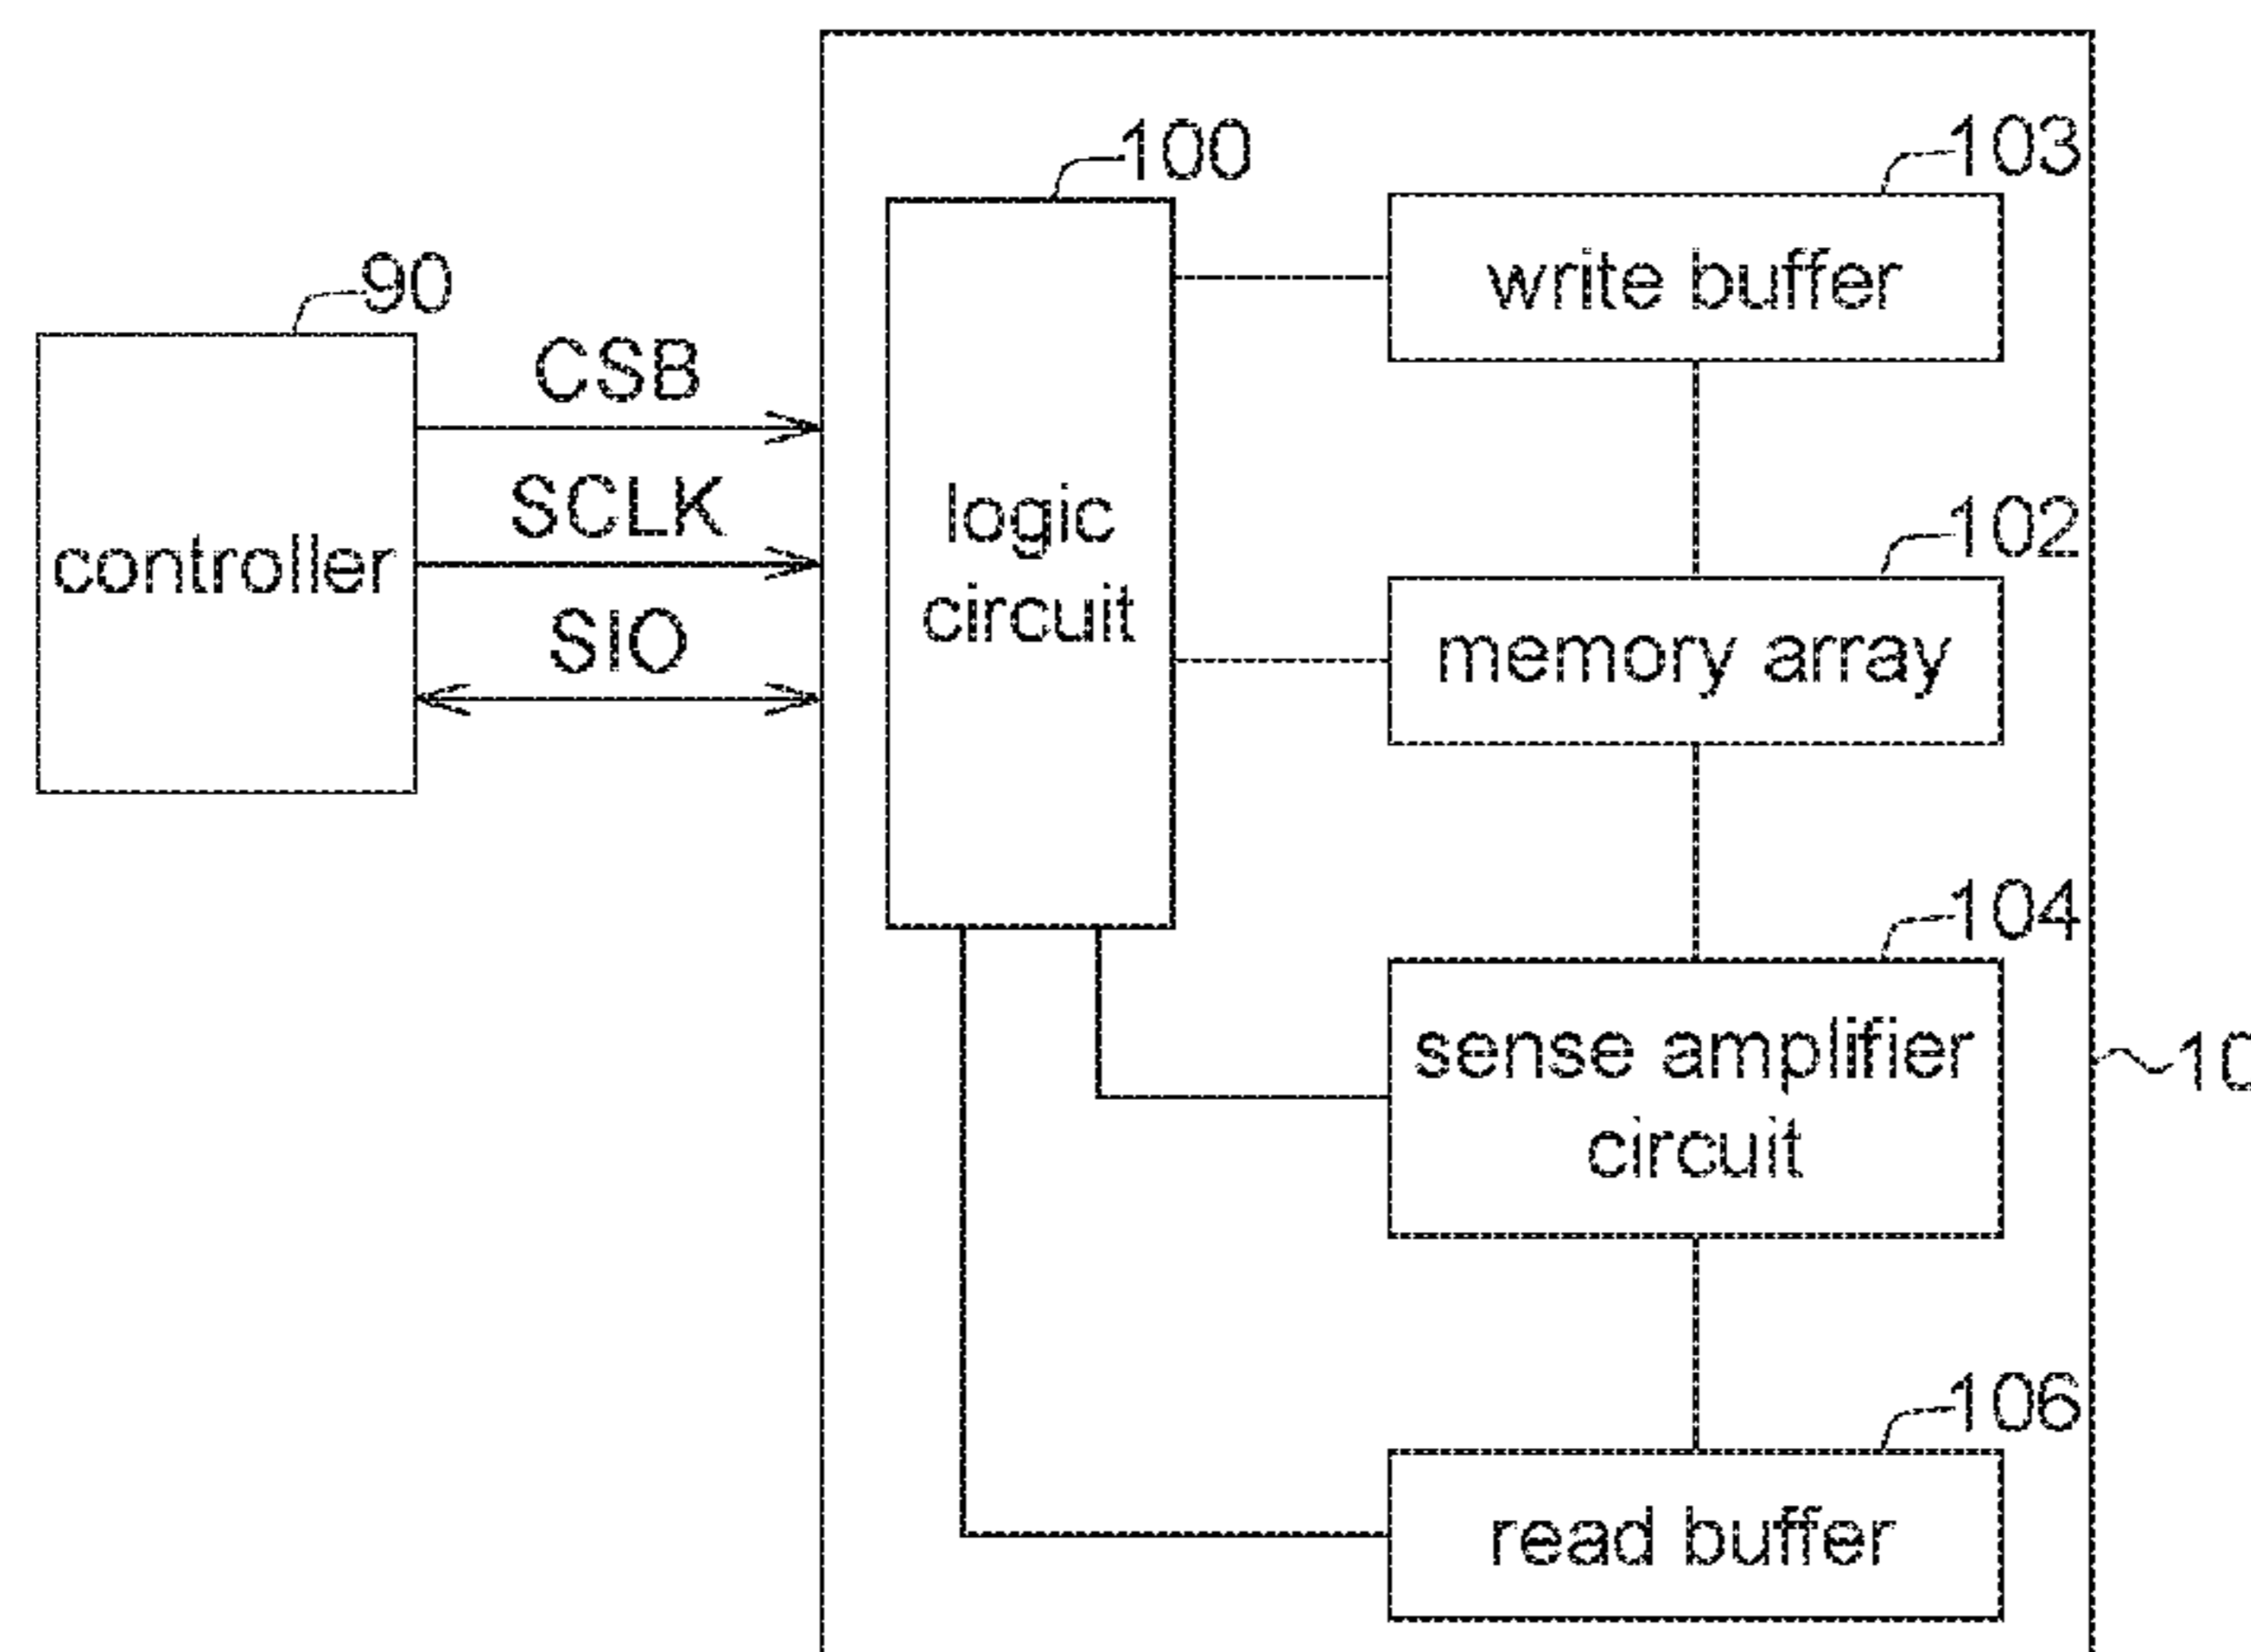 100
103
write buffer
90
CSB
SCLK
SIO
controller
logic
circuit
102
memory array
104
sense amplifier
circuit
10
106
read buffer